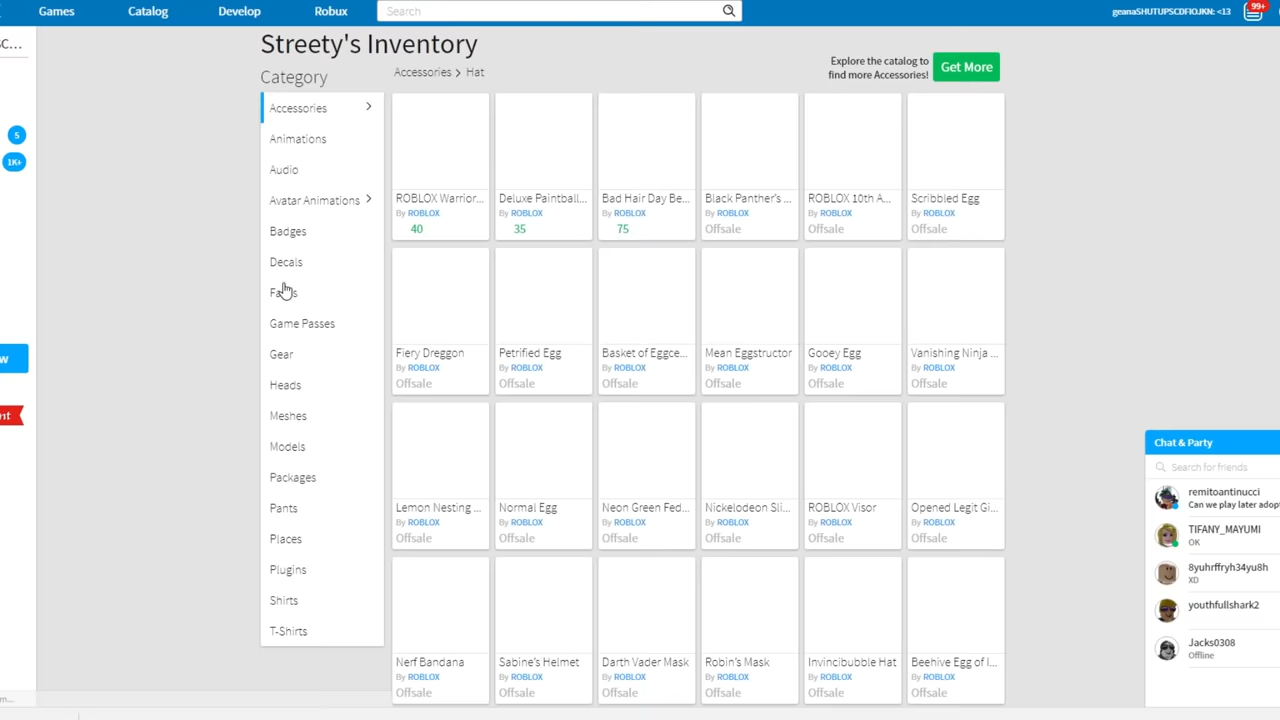 Games Catalog Develop Robux Search geanaSHUTUPSCDFIOJKN: <13 99+
Streety's Inventory
Category
Accessories > Hat
Explore the catalog to
find more Accessories!
Get More
Accessories
Animations
Audio
Avatar Animations
Badges
Decals
Game Passes
Gear
Heads
Meshes
Models
Packages
Pants
Places
Plugins
Shirts
T-Shirts
5
1K+
ROBLOX Warrior... Deluxe Paintball... Bad Hair Day Be... Black Panther's ... ROBLOX 10th A... Scribbled Egg
By ROBLOX By ROBLOX By ROBLOX By ROBLOX By ROBLOX By ROBLOX
40 35 75 Offsale Offsale Offsale
Fiery Dreggon Petrified Egg Basket of Eggce... Mean Eggstructor Gooey Egg Vanishing Ninja ...
By ROBLOX By ROBLOX By ROBLOX By ROBLOX By ROBLOX By ROBLOX
Offsale Offsale Offsale Offsale Offsale Offsale
Lemon Nesting ... Normal Egg Neon Green Fed... Nickelodeon Sli... ROBLOX Visor Opened Legit Gi...
By ROBLOX By ROBLOX By ROBLOX By ROBLOX By ROBLOX By ROBLOX
Offsale Offsale Offsale Offsale Offsale Offsale
Nerf Bandana Sabine's Helmet Darth Vader Mask Robin's Mask Invincibubble Hat Beehive Egg of I...
By ROBLOX By ROBLOX By ROBLOX By ROBLOX By ROBLOX By ROBLOX
Offsale Offsale Offsale Offsale Offsale Offsale
Chat & Party
Search for friends
remitoantinucci
Can we play later adopt
TIFANY_MAYUMI
OK
8yuhrffryh34yu8h
XD
youthfullshark2
Jacks0308
Offline